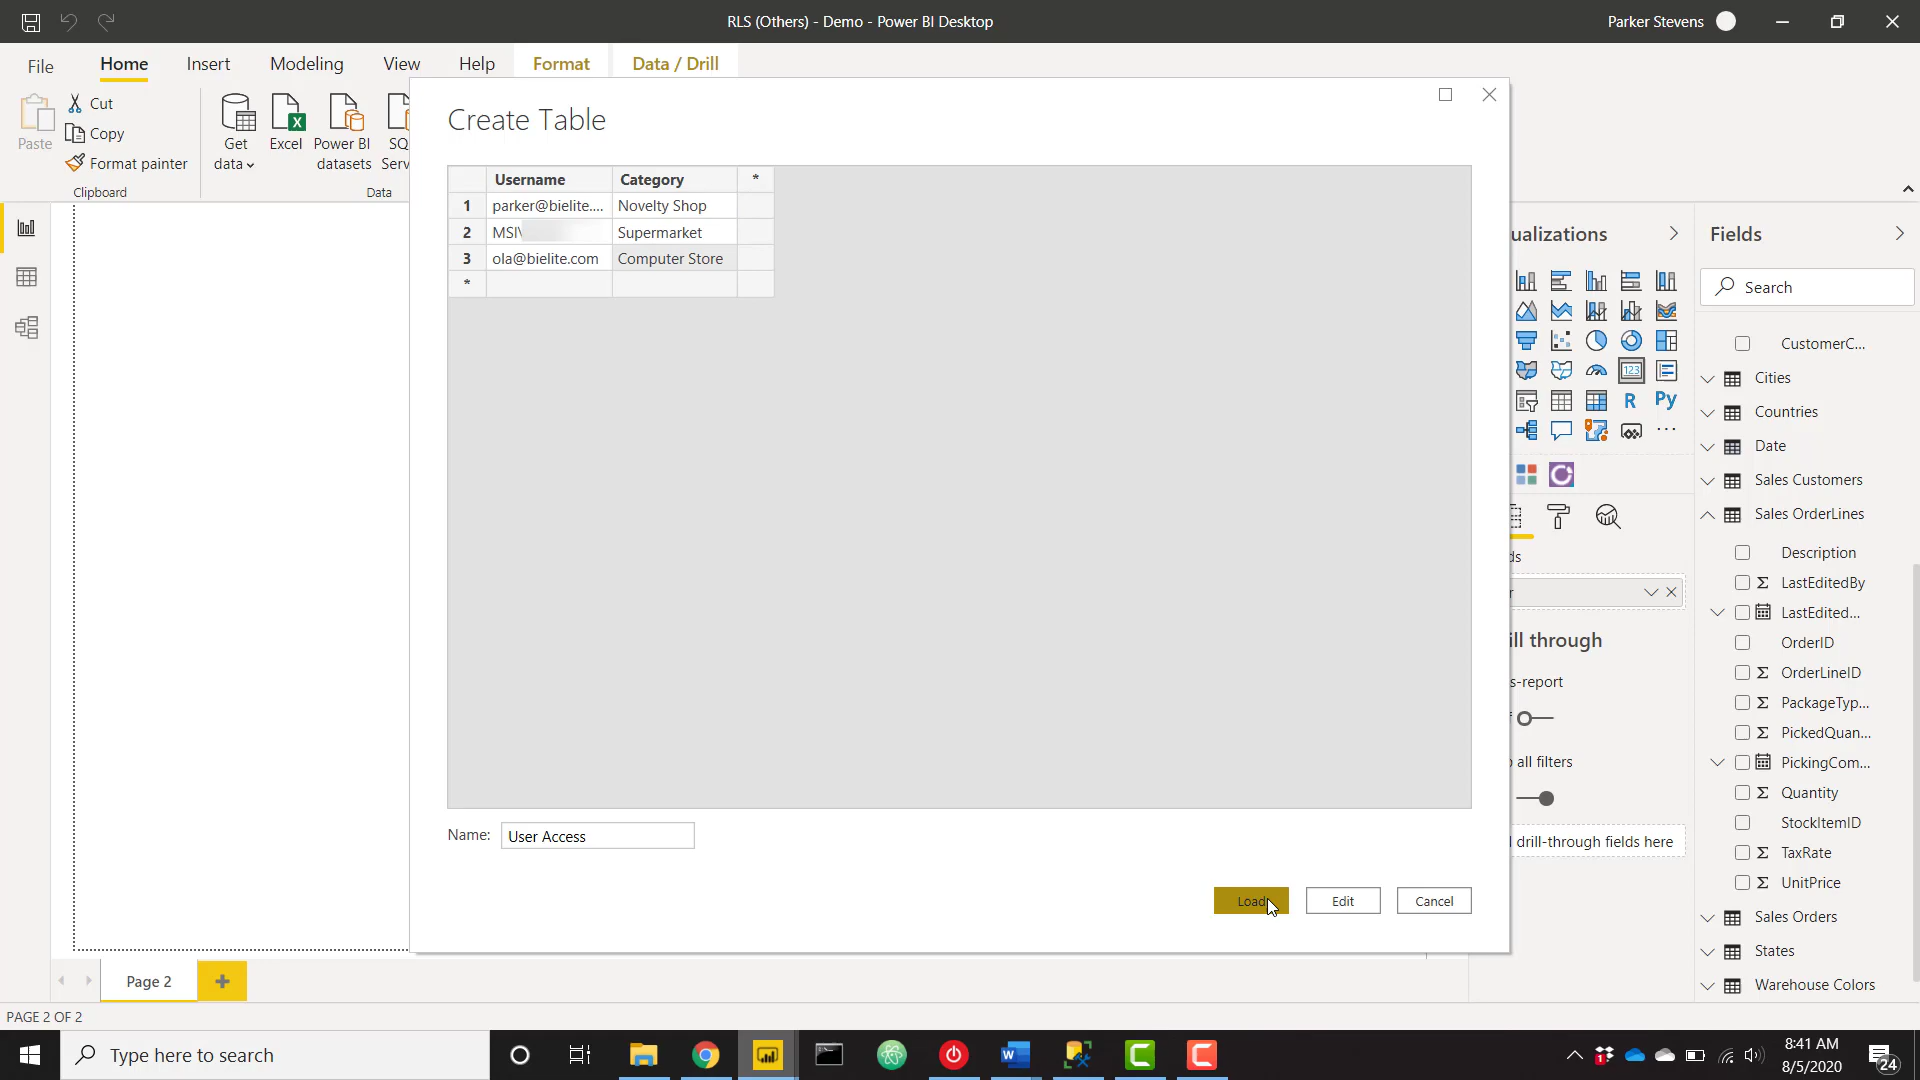 RLS (Others) - Demo - Power BI Desktop
Parker Stevens
File
Home
Insert
Modeling
View
Help
Format
Data / Drill
Paste
Cut
Copy
Format painter
Clipboard
Get data
Excel
Power BI datasets
SQ
Serv
Data
Create Table
Username Category *
1 parker@bielite.... Novelty Shop
2 MSI\ Supermarket
3 ola@bielite.com Computer Store
*
Name: User Access
Load
Edit
Cancel
ualizations
R
Py
...
ds
r
ill through
s-report
all filters
drill-through fields here
Fields
Search
CustomerC...
Cities
Countries
Date
Sales Customers
Sales OrderLines
Description
LastEditedBy
LastEdited...
OrderID
OrderLineID
PackageTyp...
PickedQuan...
PickingCom...
Quantity
StockItemID
TaxRate
UnitPrice
Sales Orders
States
Warehouse Colors
Page 2
PAGE 2 OF 2
Type here to search
8:41 AM
8/5/2020
24